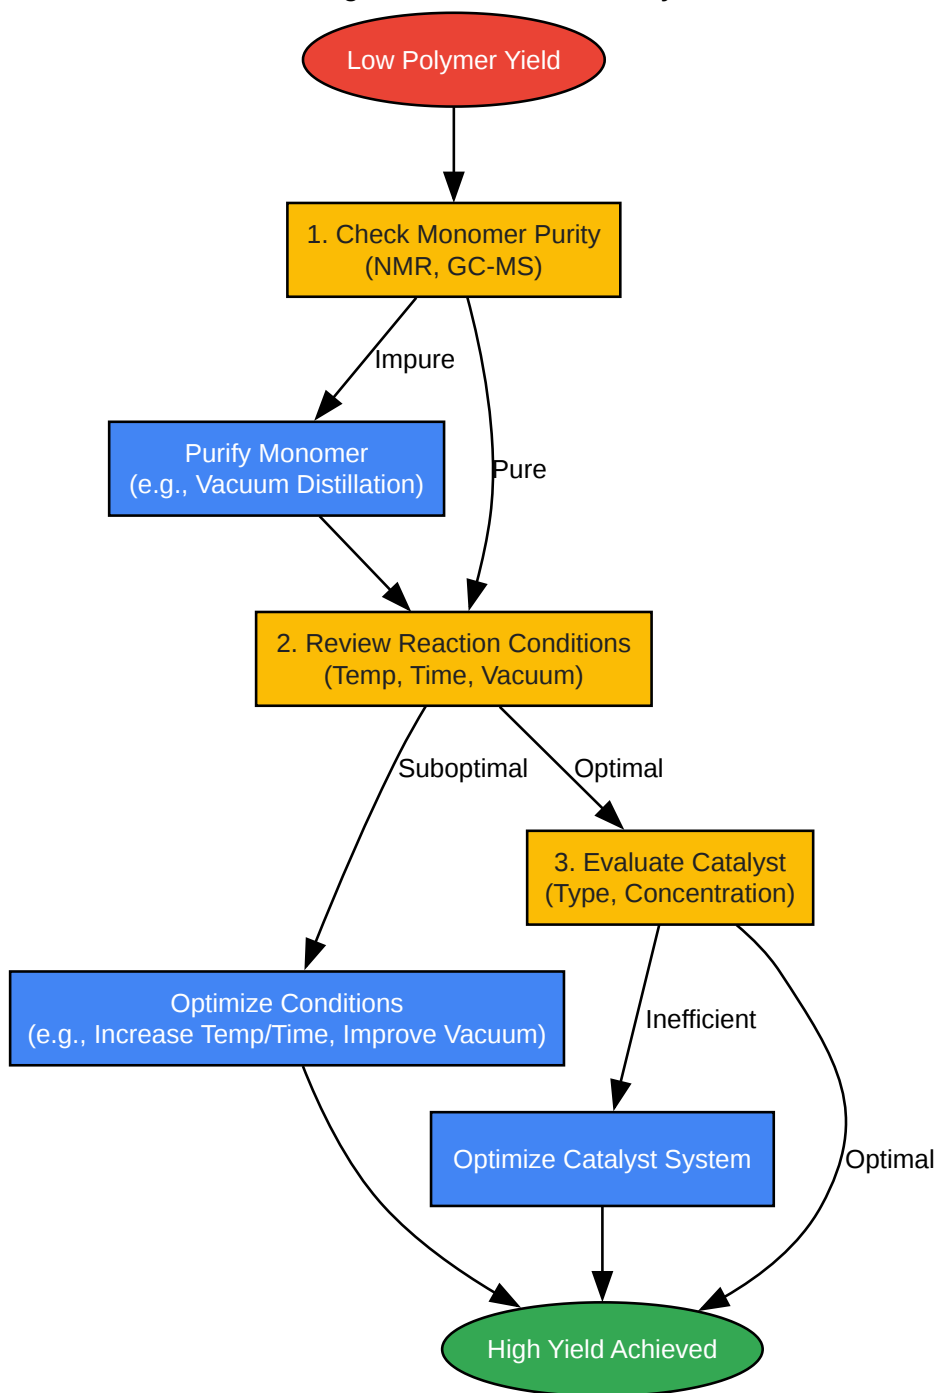 Low Polymer Yield
1. Check Monomer Purity
(NMR, GC-MS)
Impure
Purify Monomer
(e.g., Vacuum Distillation)
Pure
2. Review Reaction Conditions
(Temp, Time, Vacuum)
Suboptimal
Optimal
3. Evaluate Catalyst
(Type, Concentration)
Optimize Conditions
(e.g., Increase Temp/Time, Improve Vacuum)
Inefficient
Optimize Catalyst System
Optimal
High Yield Achieved